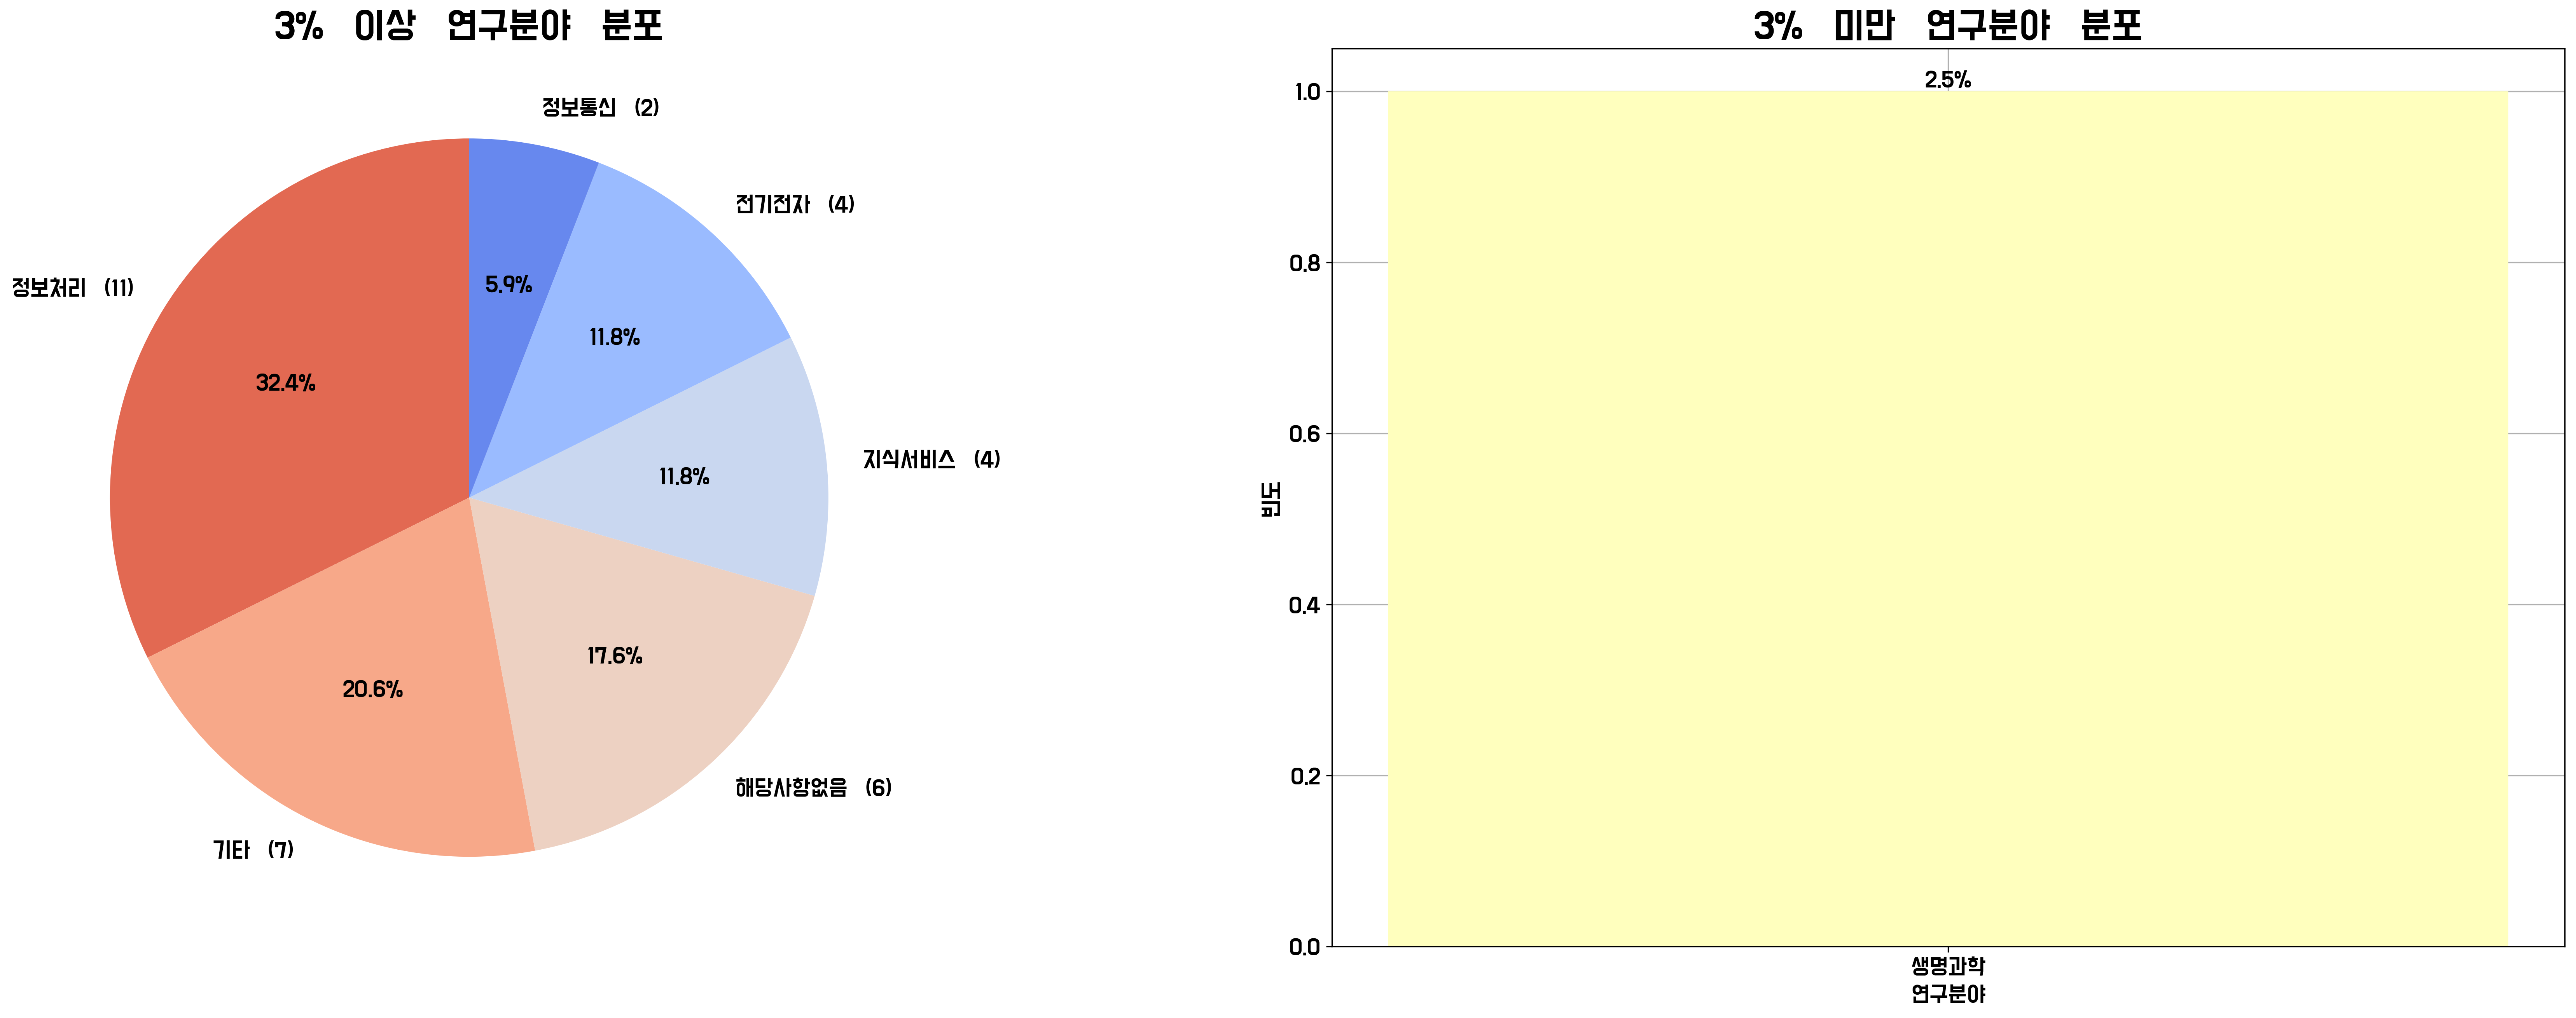 3% 이상 연구분야 분포
정보통신 (2)
전기전자 (4)
정보처리 (11)
5.9%
11.8%
32.4%
지식서비스 (4)
11.8%
17.6%
20.6%
해당사항없음 (6)
기타 (7)
3% 미만 연구분야 분포
2.5%
1.0
0.8
0.6
0.4
0.2
0.0
빈도
생명과학
연구분야